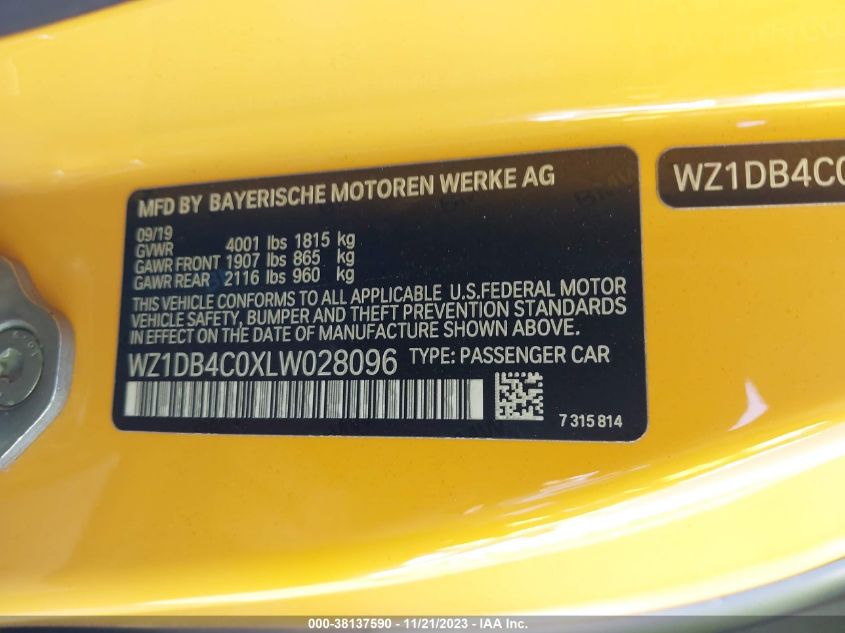 MFD BY BAYERISCHE MOTOREN WERKE AG
09/19
GVWR 4001 lbs 1815 kg
GAWR FRONT 1907 lbs 865 kg
GAWR REAR 2116 lbs 960 kg
THIS VEHICLE CONFORMS TO ALL APPLICABLE U.S.FEDERAL MOTOR
VEHICLE SAFETY, BUMPER AND THEFT PREVENTION STANDARDS
IN EFFECT ON THE DATE OF MANUFACTURE SHOWN ABOVE.
WZ1DB4C0XLW028096 TYPE: PASSENGER CAR
7 315 814
WZ1DB4C0
000-38137590 - 11/21/2023 - IAA Inc.